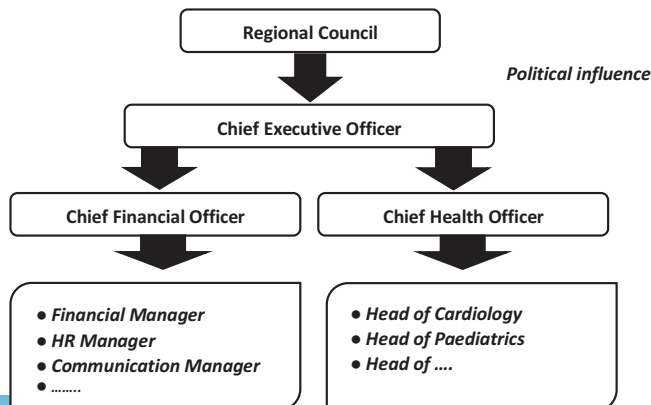 Regional Council
Political influence
Chief Executive Officer
Chief Financial Officer
Chief Health Officer
● Financial Manager
● HR Manager
● Communication Manager
● ……..
● Head of Cardiology
● Head of Paediatrics
● Head of ….